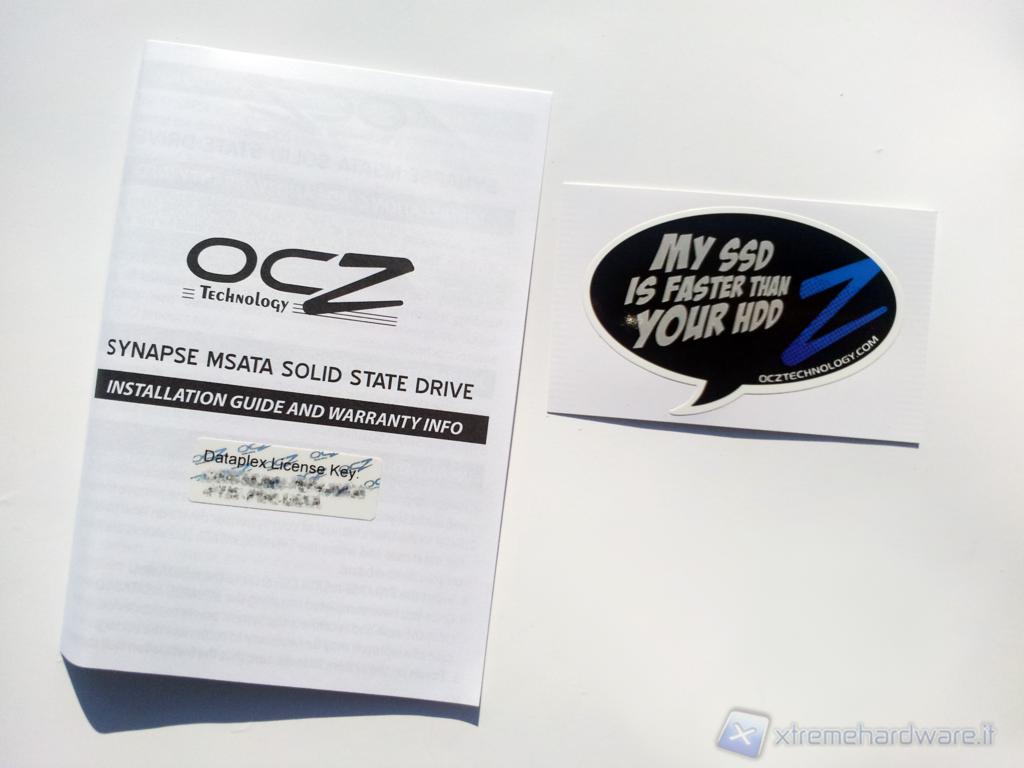 OCZ
Technology
SYNAPSE MSATA SOLID STATE DRIVE
INSTALLATION GUIDE AND WARRANTY INFO
Dataplex License Key:
MY SSD
IS FASTER THAN
YOUR HDD
Z
OCZTECHNOLOGY.COM
xtremehardware.it